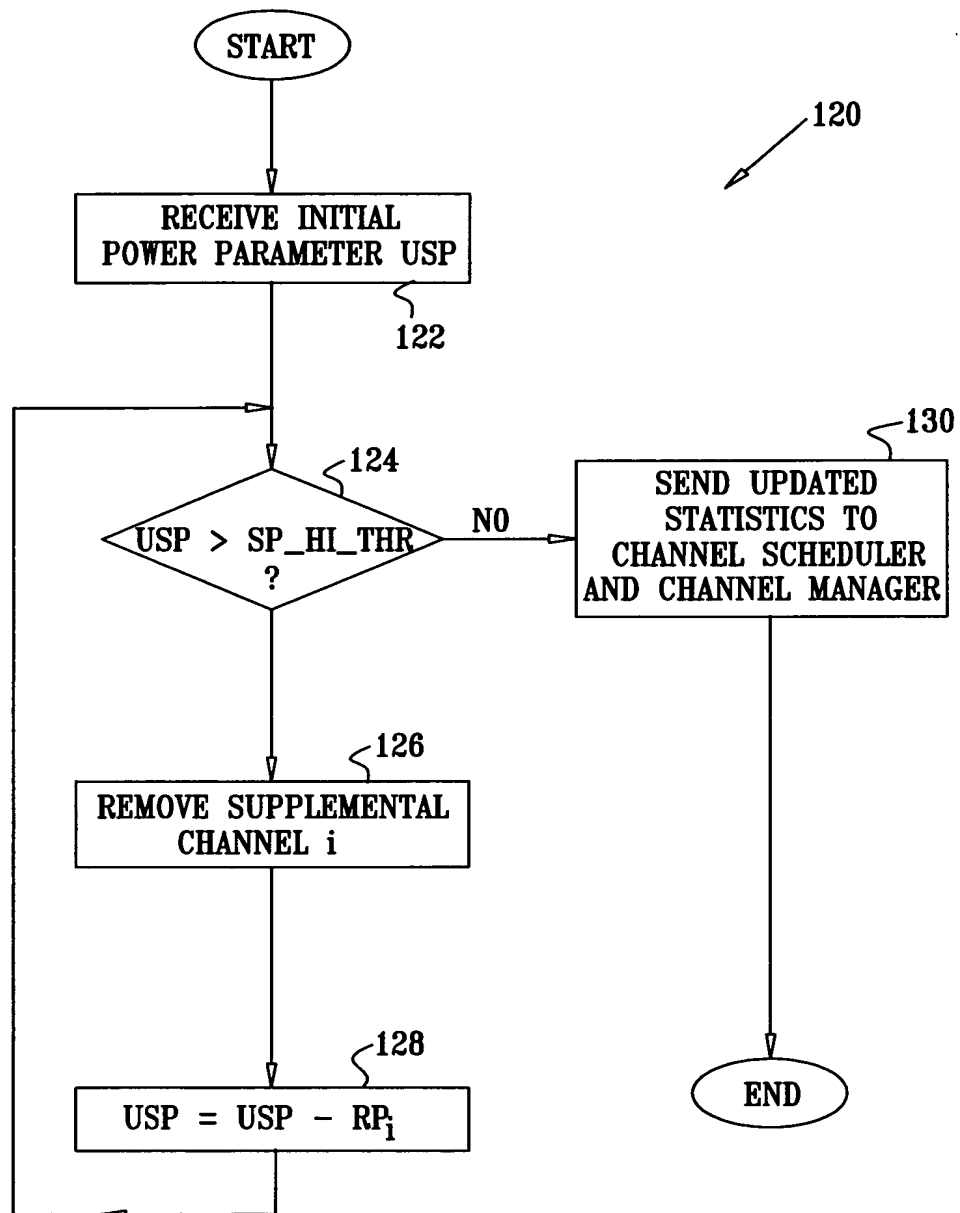 START
120
RECEIVE INITIAL
POWER PARAMETER USP
122
124
USP > SP_HI_THR
?
NO
130
SEND UPDATED
STATISTICS TO
CHANNEL SCHEDULER
AND CHANNEL MANAGER
126
REMOVE SUPPLEMENTAL
CHANNEL i
128
USP = USP - RPi
END